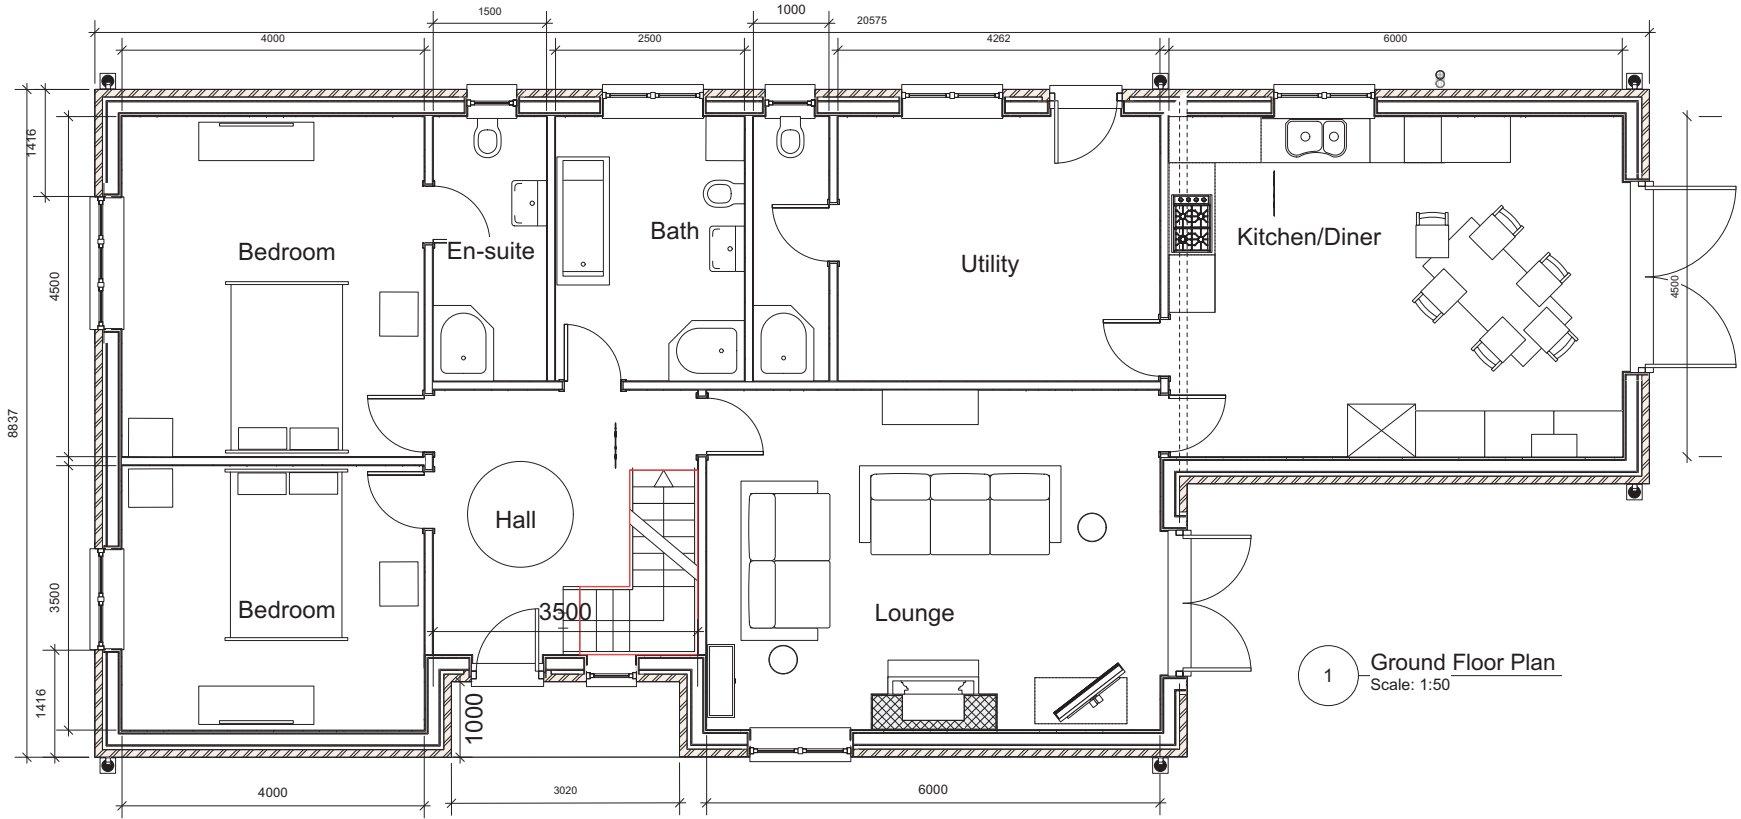 1500
1000
20575
4000
2500
4262
6000
1416
4500
8837
3500
1416
Bedroom
En-suite
Bath
Utility
Kitchen/Diner
4500
Hall
Bedroom
3500
Lounge
1000
1
Ground Floor Plan
Scale: 1:50
4000
3020
6000